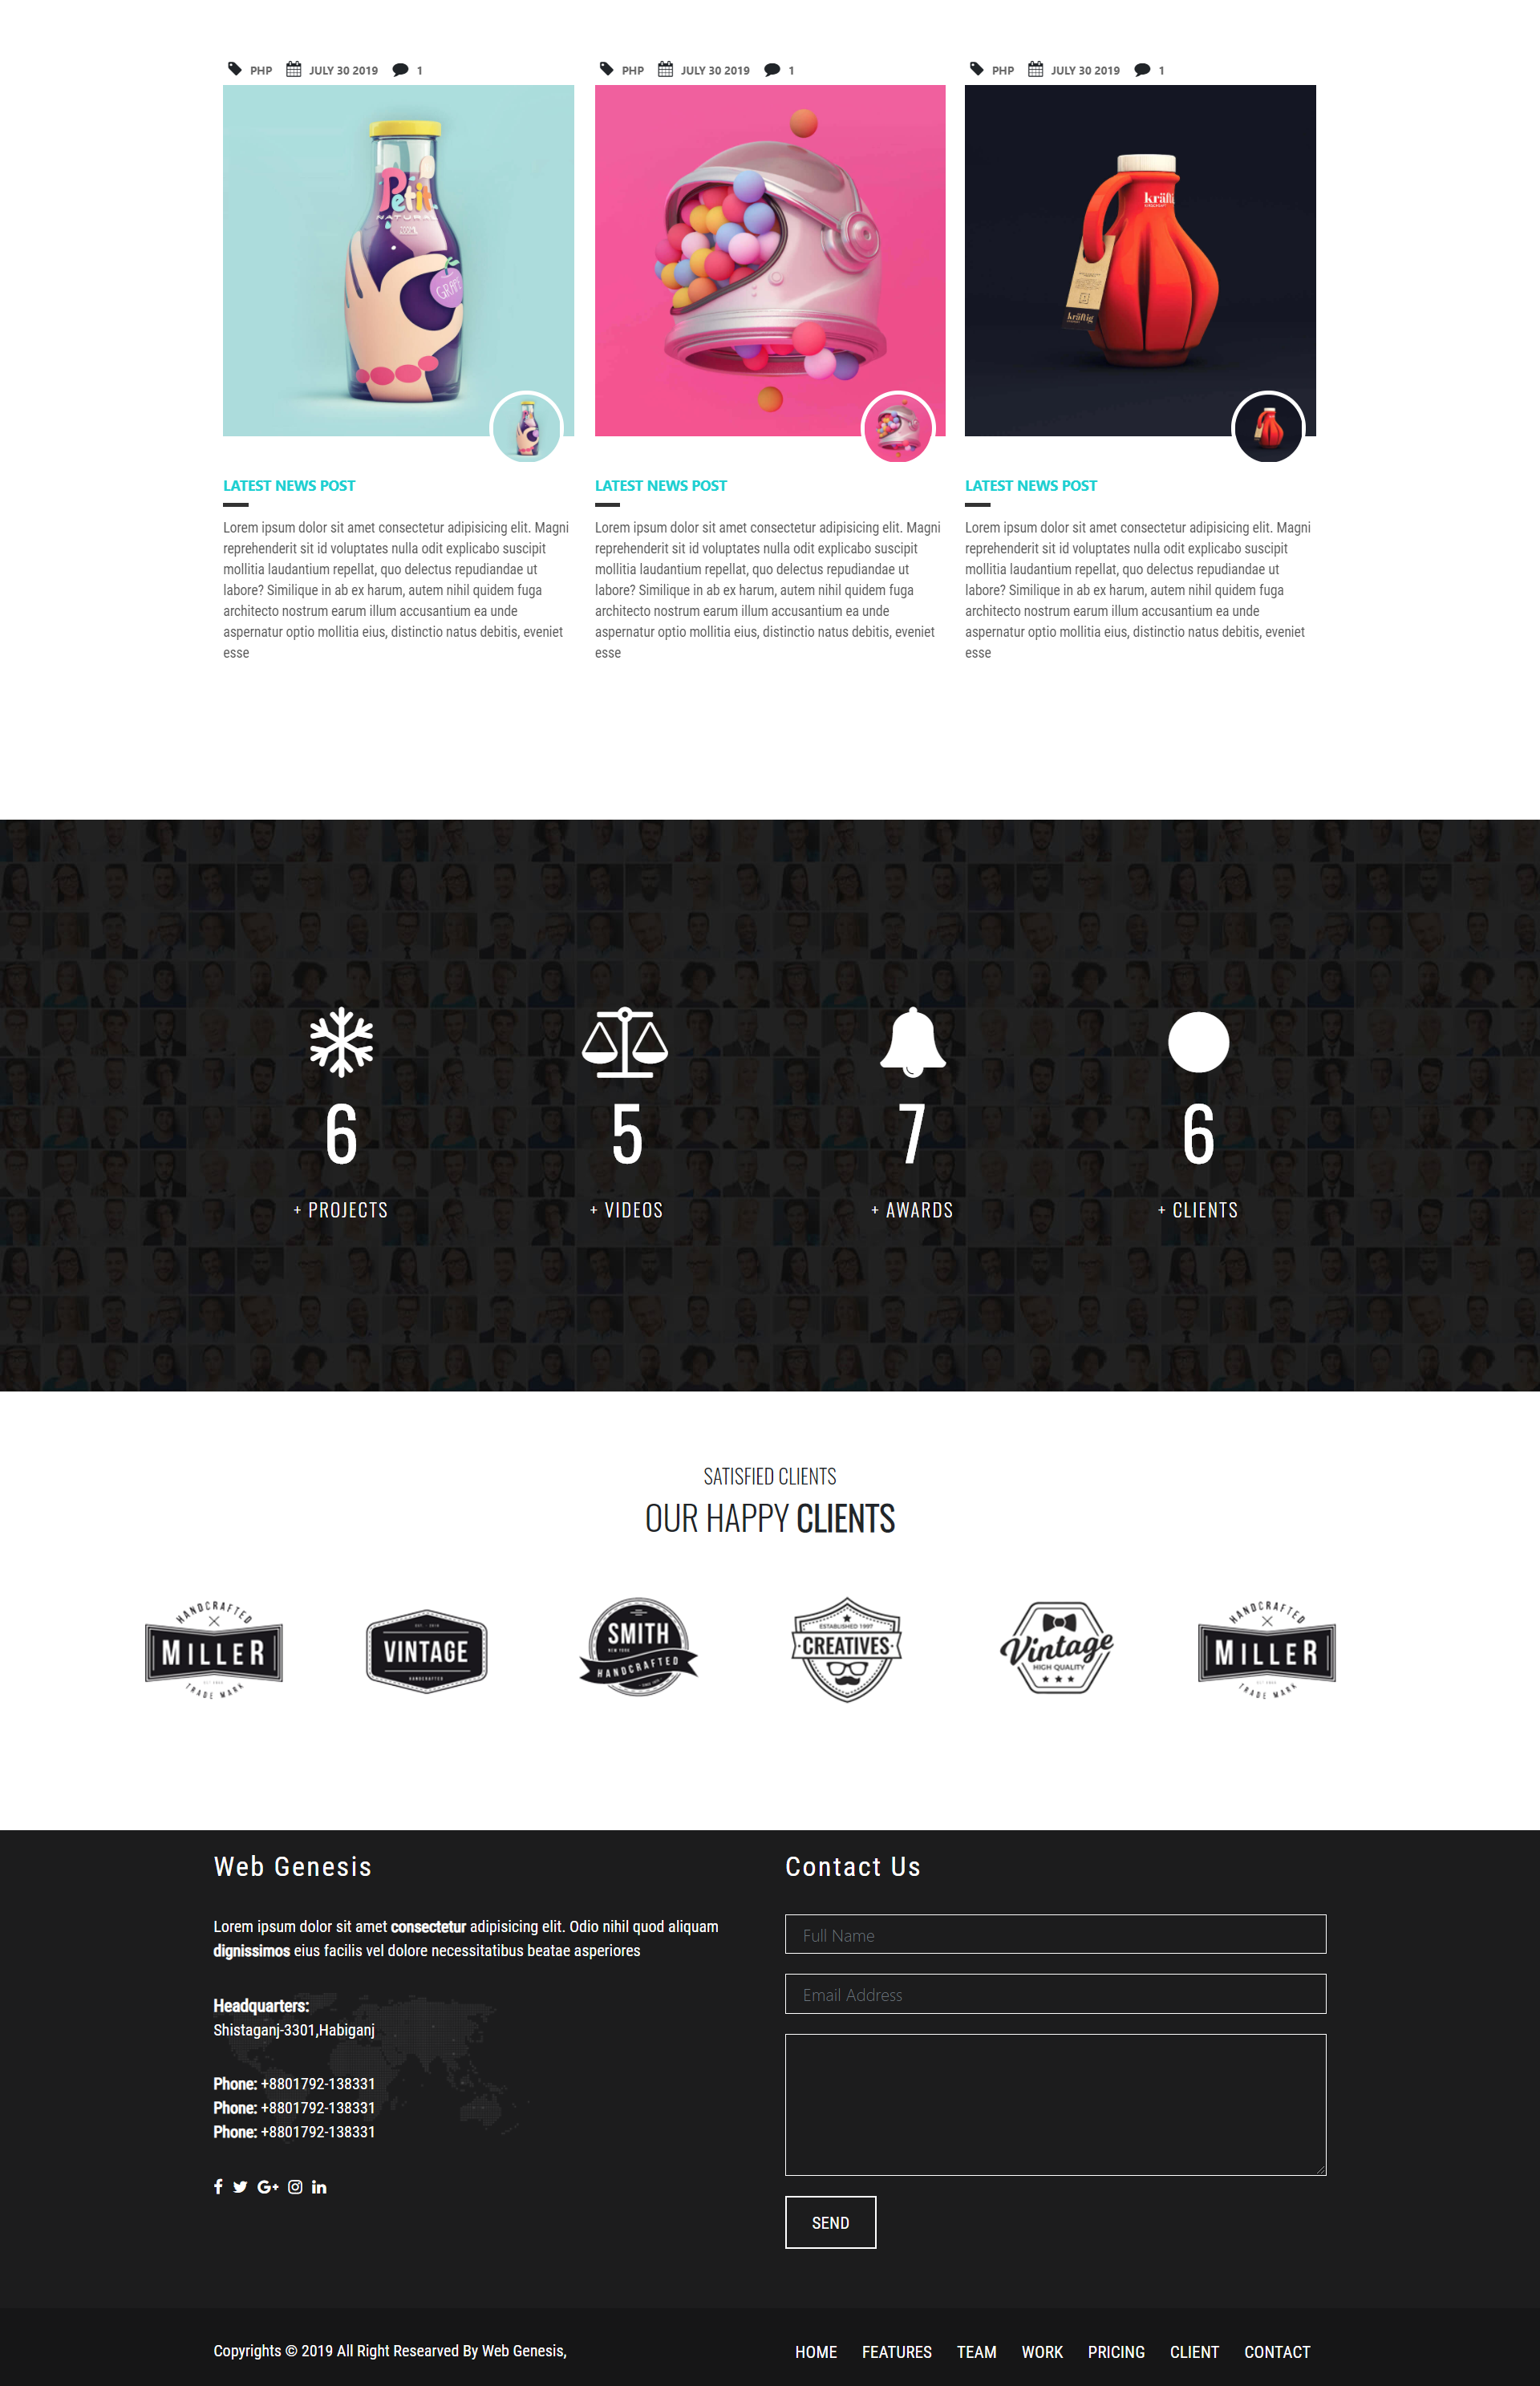 PHP JULY 30 2019 1
PHP JULY 30 2019 1
PHP JULY 30 2019 1
Petit
NATURAL
GRAPE
kräftig
kräftig
LATEST NEWS POST
Lorem ipsum dolor sit amet consectetur adipisicing elit. Magni
reprehenderit sit id voluptates nulla odit explicabo suscipit
mollitia laudantium repellat, quo delectus repudiandae ut
labore? Similique in ab ex harum, autem nihil quidem fuga
architecto nostrum earum illum accusantium ea unde
aspernatur optio mollitia eius, distinctio natus debitis, eveniet
esse
LATEST NEWS POST
Lorem ipsum dolor sit amet consectetur adipisicing elit. Magni
reprehenderit sit id voluptates nulla odit explicabo suscipit
mollitia laudantium repellat, quo delectus repudiandae ut
labore? Similique in ab ex harum, autem nihil quidem fuga
architecto nostrum earum illum accusantium ea unde
aspernatur optio mollitia eius, distinctio natus debitis, eveniet
esse
LATEST NEWS POST
Lorem ipsum dolor sit amet consectetur adipisicing elit. Magni
reprehenderit sit id voluptates nulla odit explicabo suscipit
mollitia laudantium repellat, quo delectus repudiandae ut
labore? Similique in ab ex harum, autem nihil quidem fuga
architecto nostrum earum illum accusantium ea unde
aspernatur optio mollitia eius, distinctio natus debitis, eveniet
esse
6
+ PROJECTS
5
+ VIDEOS
7
+ AWARDS
6
+ CLIENTS
SATISFIED CLIENTS
OUR HAPPY CLIENTS
HANDCRAFTED
MILLER
TRADE MARK
VINTAGE
HANDCRAFTED
SMITH
NEW YORK
HANDCRAFTED
ESTABLISHED 1997
CREATIVES
Vintage
HIGH QUALITY
HANDCRAFTED
MILLER
TRADE MARK
Web Genesis
Lorem ipsum dolor sit amet consectetur adipisicing elit. Odio nihil quod aliquam
dignissimos eius facilis vel dolore necessitatibus beatae asperiores
Headquarters:
Shistaganj-3301,Habiganj
Phone: +8801792-138331
Phone: +8801792-138331
Phone: +8801792-138331
Contact Us
Full Name
Email Address
SEND
Copyrights © 2019 All Right Researved By Web Genesis,
HOME FEATURES TEAM WORK PRICING CLIENT CONTACT